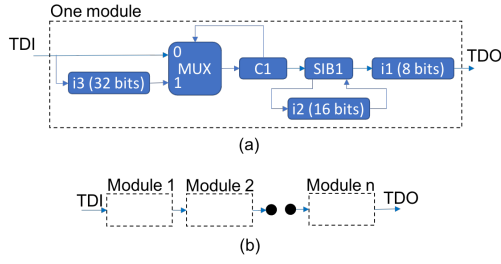 One module
TDI
0
MUX
1
C1
SIB1
i1 (8 bits)
TDO
i3 (32 bits)
i2 (16 bits)
(a)
Module 1 Module 2 Module n
TDI
TDO
(b)